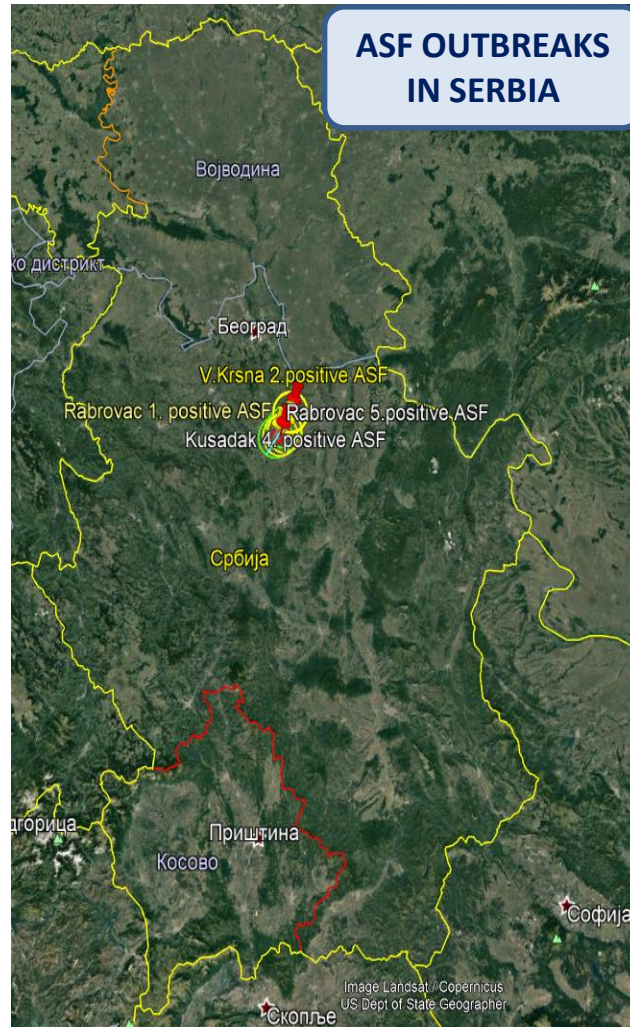 ASF OUTBREAKS
IN SERBIA
Војводина
ко дистрикт
Београд
V.Krsna 2.positive ASF
Rabrovac 1. positive ASF
Rabrovac 5.positive ASF
Kusadak 4. positive ASF
Србија
дгорица
Приштина
Косово
Софија
Image Landsat / Copernicus
US Dept of State Geographer
Скопље